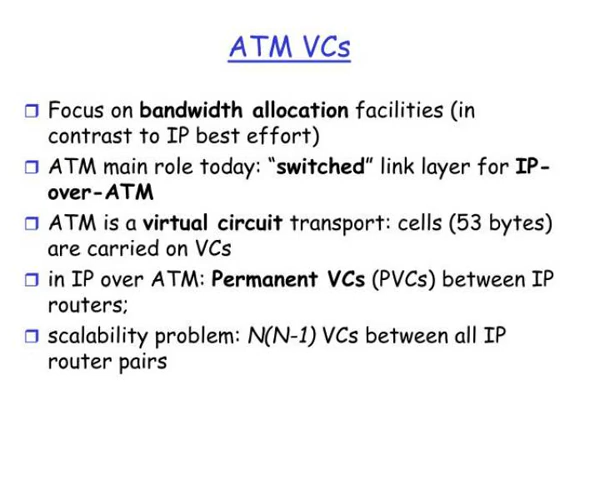 ATM VCs
Focus on bandwidth allocation facilities (in
contrast to IP best effort)
ATM main role today: “switched” link layer for IP-
over-ATM
ATM is a virtual circuit transport: cells (53 bytes)
are carried on VCs
in IP over ATM: Permanent VCs (PVCs) between IP
routers;
scalability problem: N(N-1) VCs between all IP
router pairs